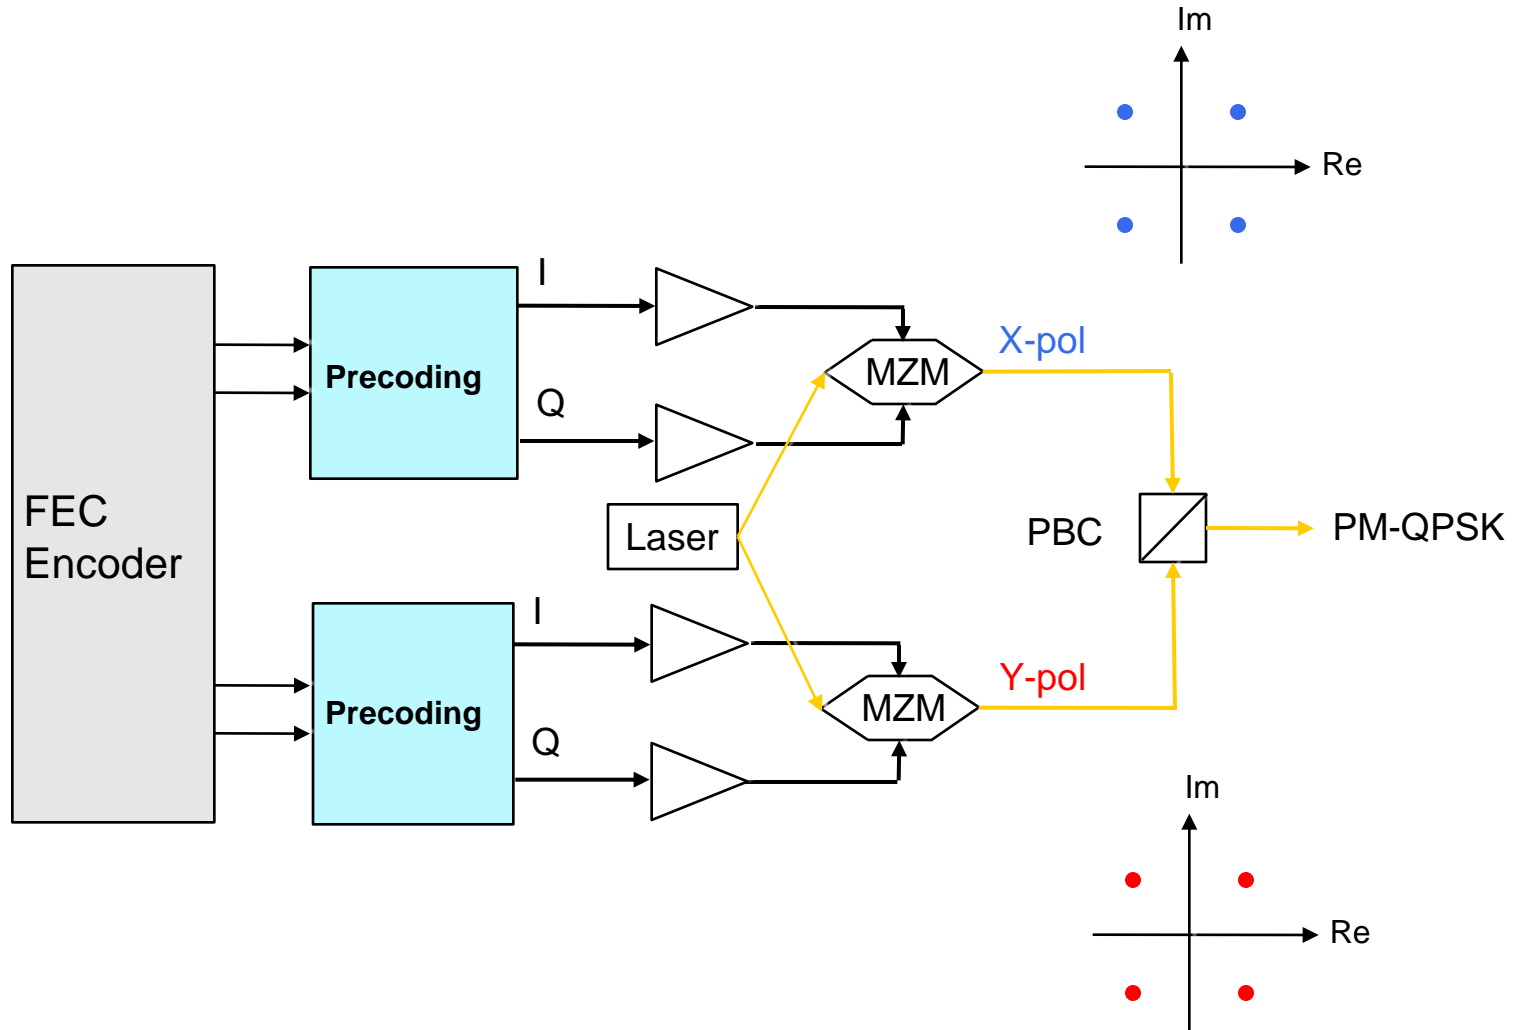 Im
Re
I
Precoding
X-pol
MZM
Q
FEC
Encoder
Laser
PBC
PM-QPSK
I
Precoding
Y-pol
MZM
Q
Im
Re